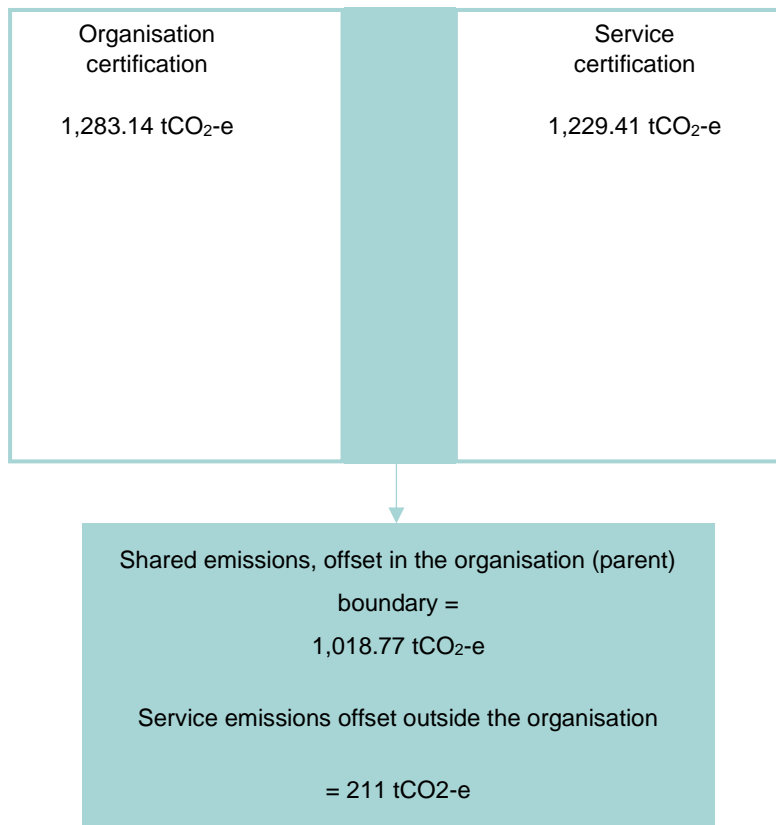 Organisation
certification
1,283.14 tCO₂-e
Service
certification
1,229.41 tCO₂-e
Shared emissions, offset in the organisation (parent)
boundary =
1,018.77 tCO₂-e
Service emissions offset outside the organisation
= 211 tCO2-e